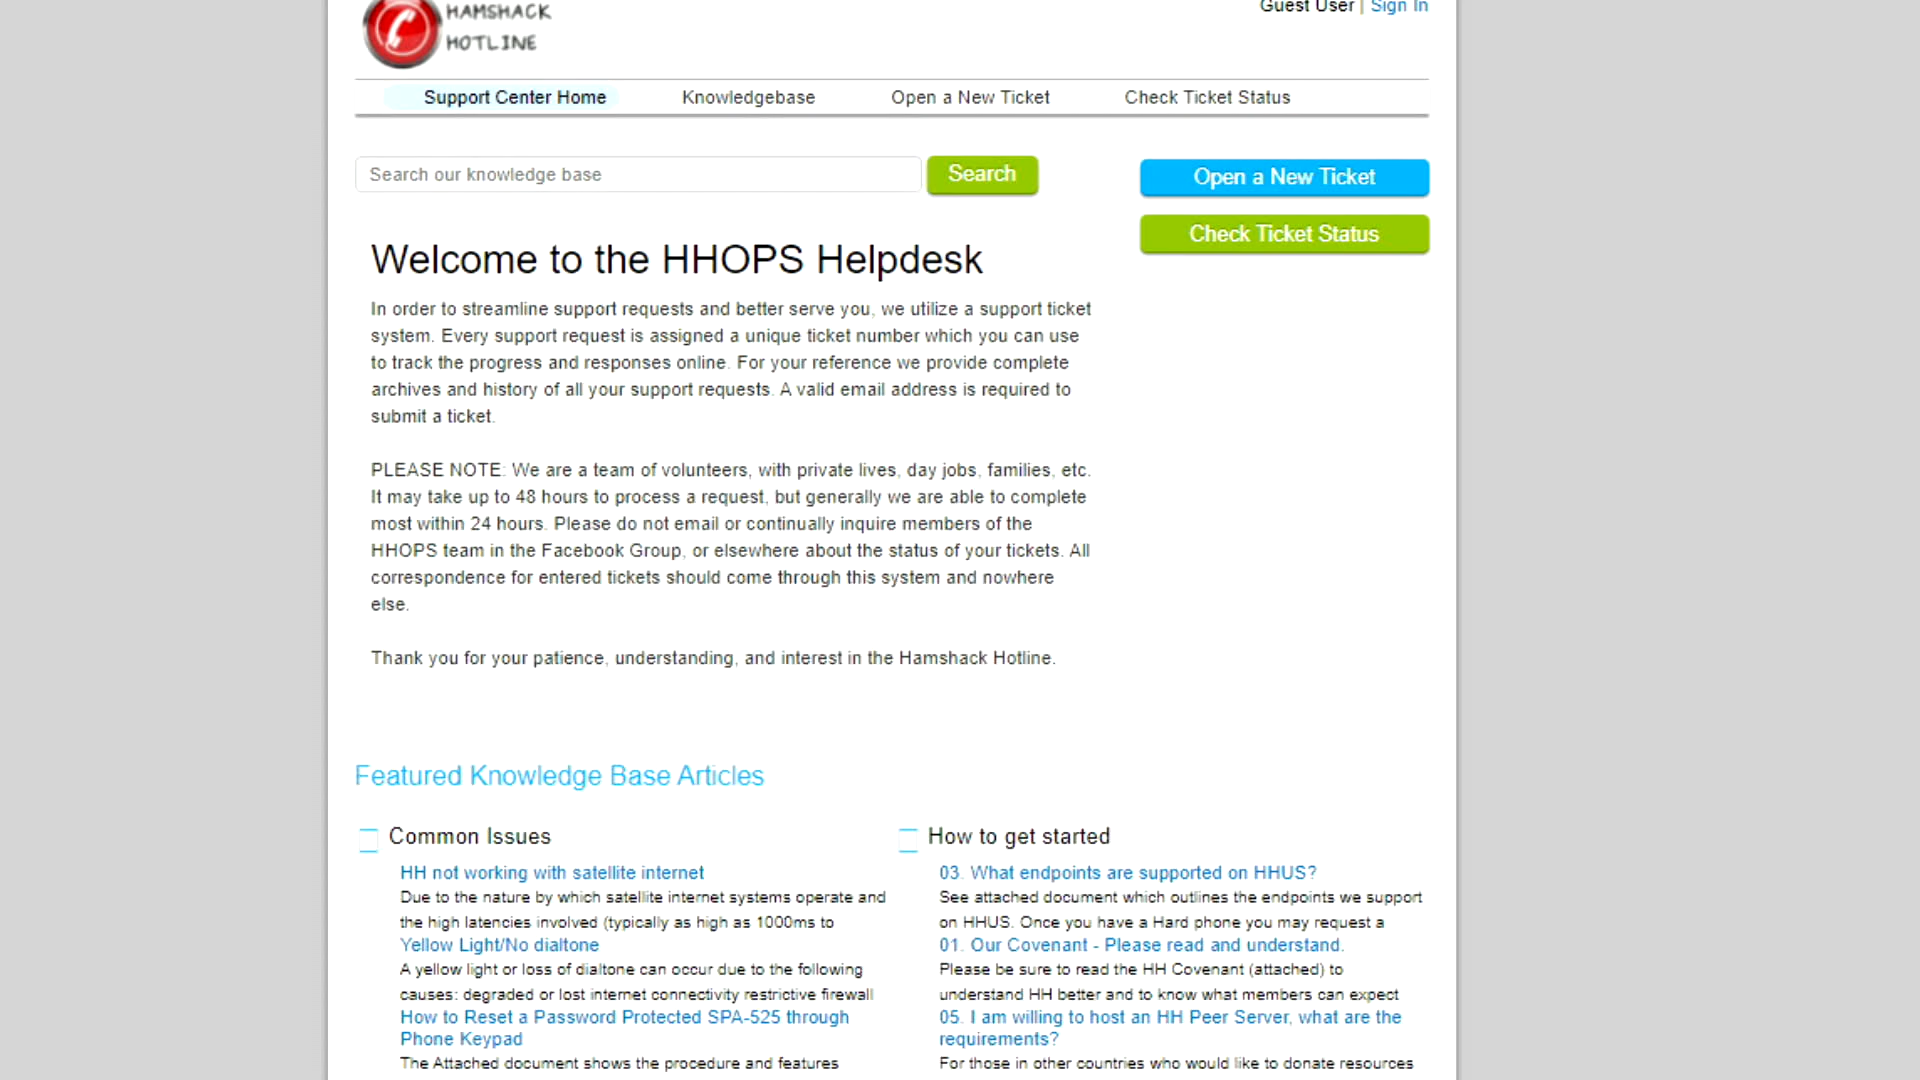 HAMSHACK
HOTLINE
Guest User | Sign In
Support Center Home Knowledgebase Open a New Ticket Check Ticket Status
Search our knowledge base Search
Open a New Ticket
Check Ticket Status
Welcome to the HHOPS Helpdesk
In order to streamline support requests and better serve you, we utilize a support ticket
system. Every support request is assigned a unique ticket number which you can use
to track the progress and responses online. For your reference we provide complete
archives and history of all your support requests. A valid email address is required to
submit a ticket.
PLEASE NOTE: We are a team of volunteers, with private lives, day jobs, families, etc.
It may take up to 48 hours to process a request, but generally we are able to complete
most within 24 hours. Please do not email or continually inquire members of the
HHOPS team in the Facebook Group, or elsewhere about the status of your tickets. All
correspondence for entered tickets should come through this system and nowhere
else.
Thank you for your patience, understanding, and interest in the Hamshack Hotline.
Featured Knowledge Base Articles
Common Issues
HH not working with satellite internet
Due to the nature by which satellite internet systems operate and
the high latencies involved (typically as high as 1000ms to
Yellow Light/No dialtone
A yellow light or loss of dialtone can occur due to the following
causes: degraded or lost internet connectivity restrictive firewall
How to Reset a Password Protected SPA-525 through
Phone Keypad
The Attached document shows the procedure and features
How to get started
03. What endpoints are supported on HHUS?
See attached document which outlines the endpoints we support
on HHUS. Once you have a Hard phone you may request a
01. Our Covenant - Please read and understand.
Please be sure to read the HH Covenant (attached) to
understand HH better and to know what members can expect
05. I am willing to host an HH Peer Server, what are the
requirements?
For those in other countries who would like to donate resources